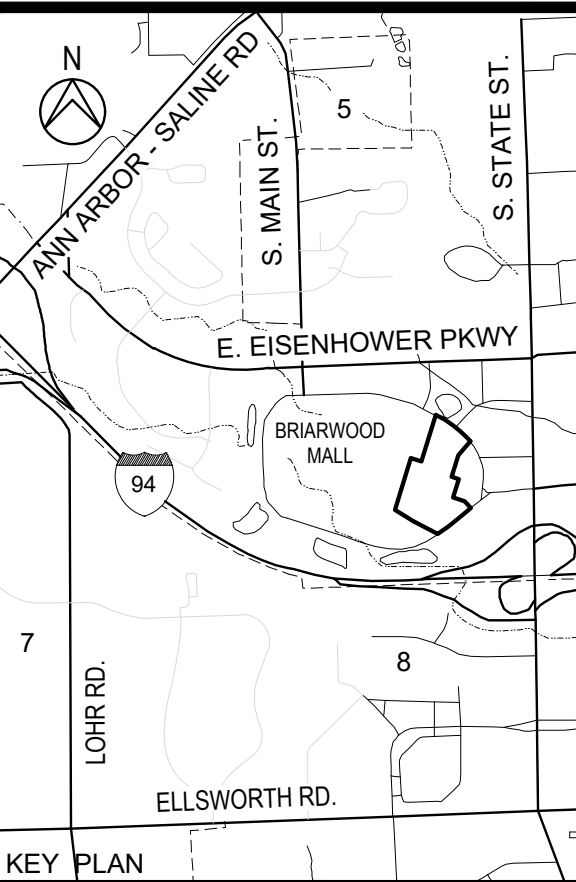 N
ANN ARBOR - SALINE RD
5
S. MAIN ST.
S. STATE ST.
E. EISENHOWER PKWY
BRIARWOOD
MALL
94
7
8
LOHR RD.
ELLSWORTH RD.
KEY PLAN